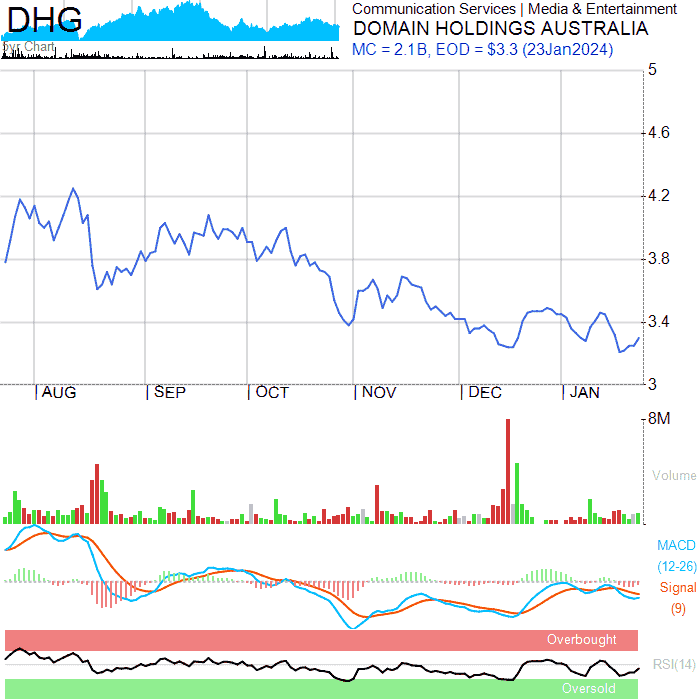 DHG
5yr Chart
Communication Services | Media & Entertainment
DOMAIN HOLDINGS AUSTRALIA
MC = 2.1B, EOD = $3.3 (23Jan2024)
5
4.6
4.2
3.8
3.4
3
| AUG | SEP | OCT | NOV | DEC | JAN
8M
Volume
MACD
(12-26)
Signal
(9)
Overbought
RSI(14)
Oversold